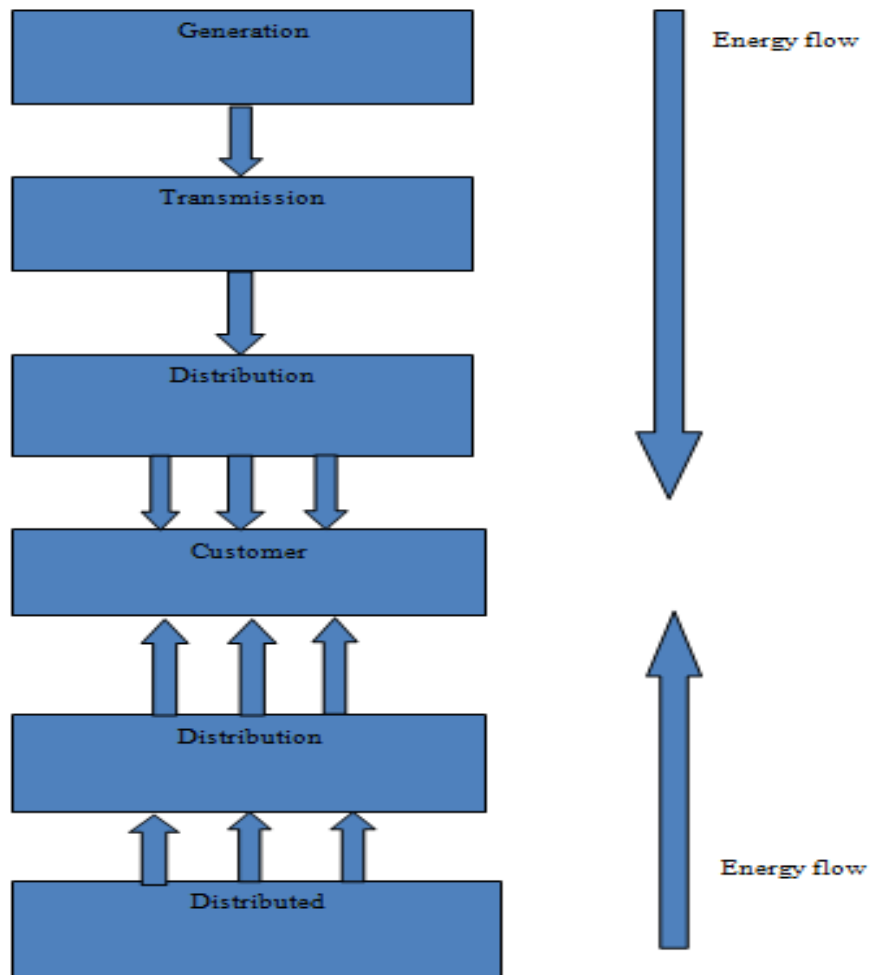 Generation
Energy flow
Transmission
Distribution
Customer
Distribution
Energy flow
Distributed